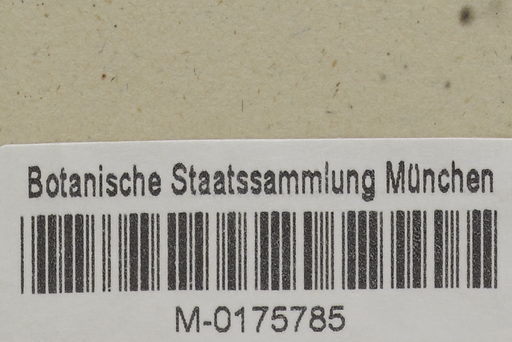 Botanische Staatssammlung München
M-0175785